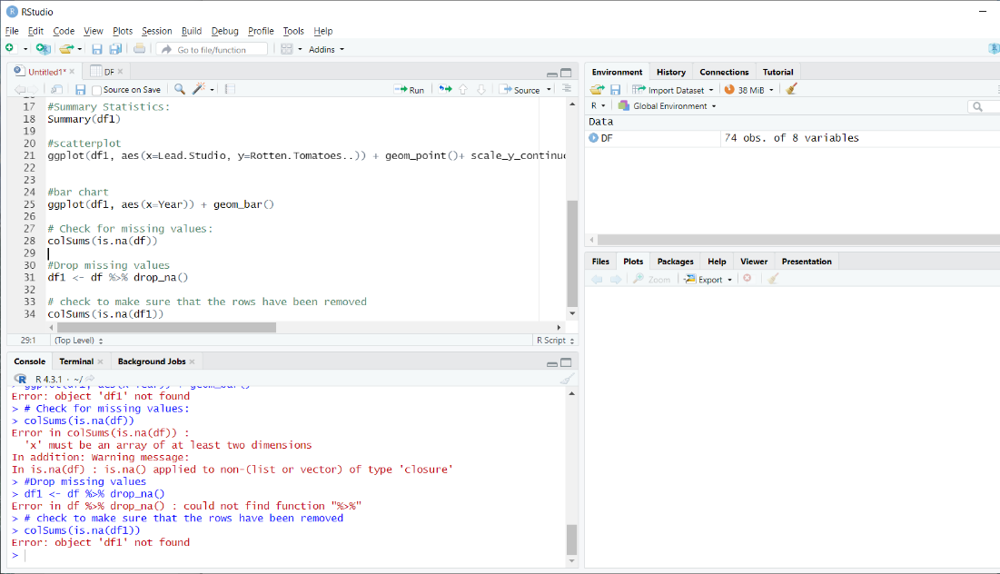 RStudio
File Edit Code View Plots Session Build Debug Profile Tools Help
Go to file/function Addins
Untitled1* DF
Source on Save Run Source
17 #Summary Statistics:
18 Summary(df1)
19
20 #scatterplot
21 ggplot(df1, aes(x=Lead.Studio, y=Rotten.Tomatoes..)) + geom_point()+ scale_y_continuo
22
23
24 #bar chart
25 ggplot(df1, aes(x=Year)) + geom_bar()
26
27 # Check for missing values:
28 colSums(is.na(df))
29
30 #Drop missing values
31 df1 <- df %>% drop_na()
32
33 # check to make sure that the rows have been removed
34 colSums(is.na(df1))
29:1 (Top Level) R Script
Console Terminal Background Jobs
R R 4.3.1 · ~/
> ggplot(df1, aes(x=Year)) + geom_bar()
Error: object 'df1' not found
> # Check for missing values:
> colSums(is.na(df))
Error in colSums(is.na(df)) :
'x' must be an array of at least two dimensions
In addition: Warning message:
In is.na(df) : is.na() applied to non-(list or vector) of type 'closure'
> #Drop missing values
> df1 <- df %>% drop_na()
Error in df %>% drop_na() : could not find function "%>%"
> # check to make sure that the rows have been removed
> colSums(is.na(df1))
Error: object 'df1' not found
>
Environment History Connections Tutorial
Import Dataset 38 MiB
R Global Environment
Data
DF 74 obs. of 8 variables
Files Plots Packages Help Viewer Presentation
Zoom Export